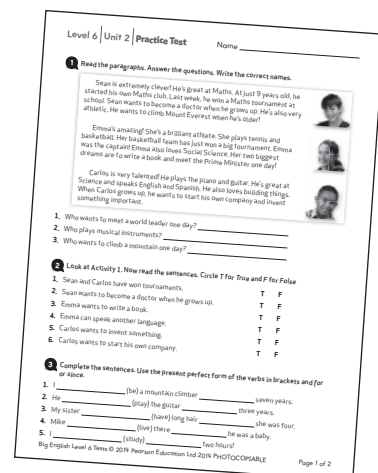 Level 6 | Unit 2 | Practice Test
Name
1 Read the paragraphs. Answer the questions. Write the correct names.
Sean is extremely clever! He's great at Maths. At just 9 years old, he
started his own Maths club. Last week, he won a Maths tournament at
school. Sean wants to become a doctor when he grows up. He's also very
athletic. He wants to climb Mount Everest when he's older!
Emma's amazing! She's a brilliant athlete. She plays tennis and
basketball. Her basketball team has just won a big tournament. Emma
was the captain! Emma also loves Social Science. Her two biggest
dreams are to write a book and meet the Prime Minister one day!
Carlos is very talented! He plays the piano and guitar. He's great at
Science and speaks English and Spanish. He also loves building things.
When Carlos grows up, he wants to start his own company and invent
something important.
1. Who wants to meet a world leader one day?
2. Who plays musical instruments?
3. Who wants to climb a mountain one day?
2 Look at Activity 1. Now read the sentences. Circle T for True and F for False
1. Sean and Carlos have won tournaments. T F
2. Sean wants to become a doctor when he grows up. T F
3. Emma wants to write a book. T F
4. Emma can speak another language. T F
5. Carlos wants to invent something. T F
6. Carlos wants to start his own company. T F
3 Complete the sentences. Use the present perfect form of the verbs in brackets and for
or since.
1. I (be) a mountain climber seven years.
2. He (play) the guitar three years.
3. My sister (have) long hair she was four.
4. Mike (live) there he was a baby.
5. I (study) two hours!
Big English Level 6 Tests © 2014 Pearson Education Ltd 2014 PHOTOCOPIABLE
Page 1 of 2